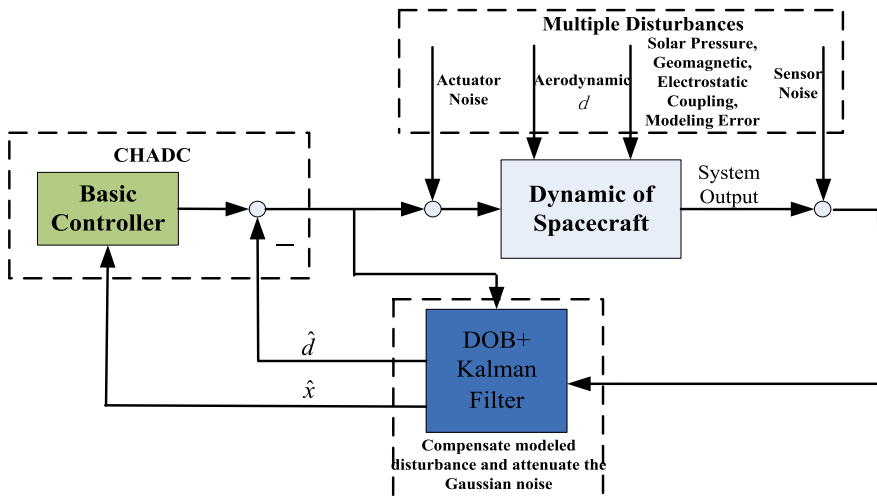 Multiple Disturbances
Actuator
Noise
Aerodynamic
d
Solar Pressure,
Geomagnetic,
Electrostatic
Coupling,
Modeling Error
Sensor
Noise
CHADC
Basic
Controller
Dynamic of
Spacecraft
System
Output
−
d̂
x̂
DOB+
Kalman
Filter
Compensate modeled
disturbance and attenuate the
Gaussian noise